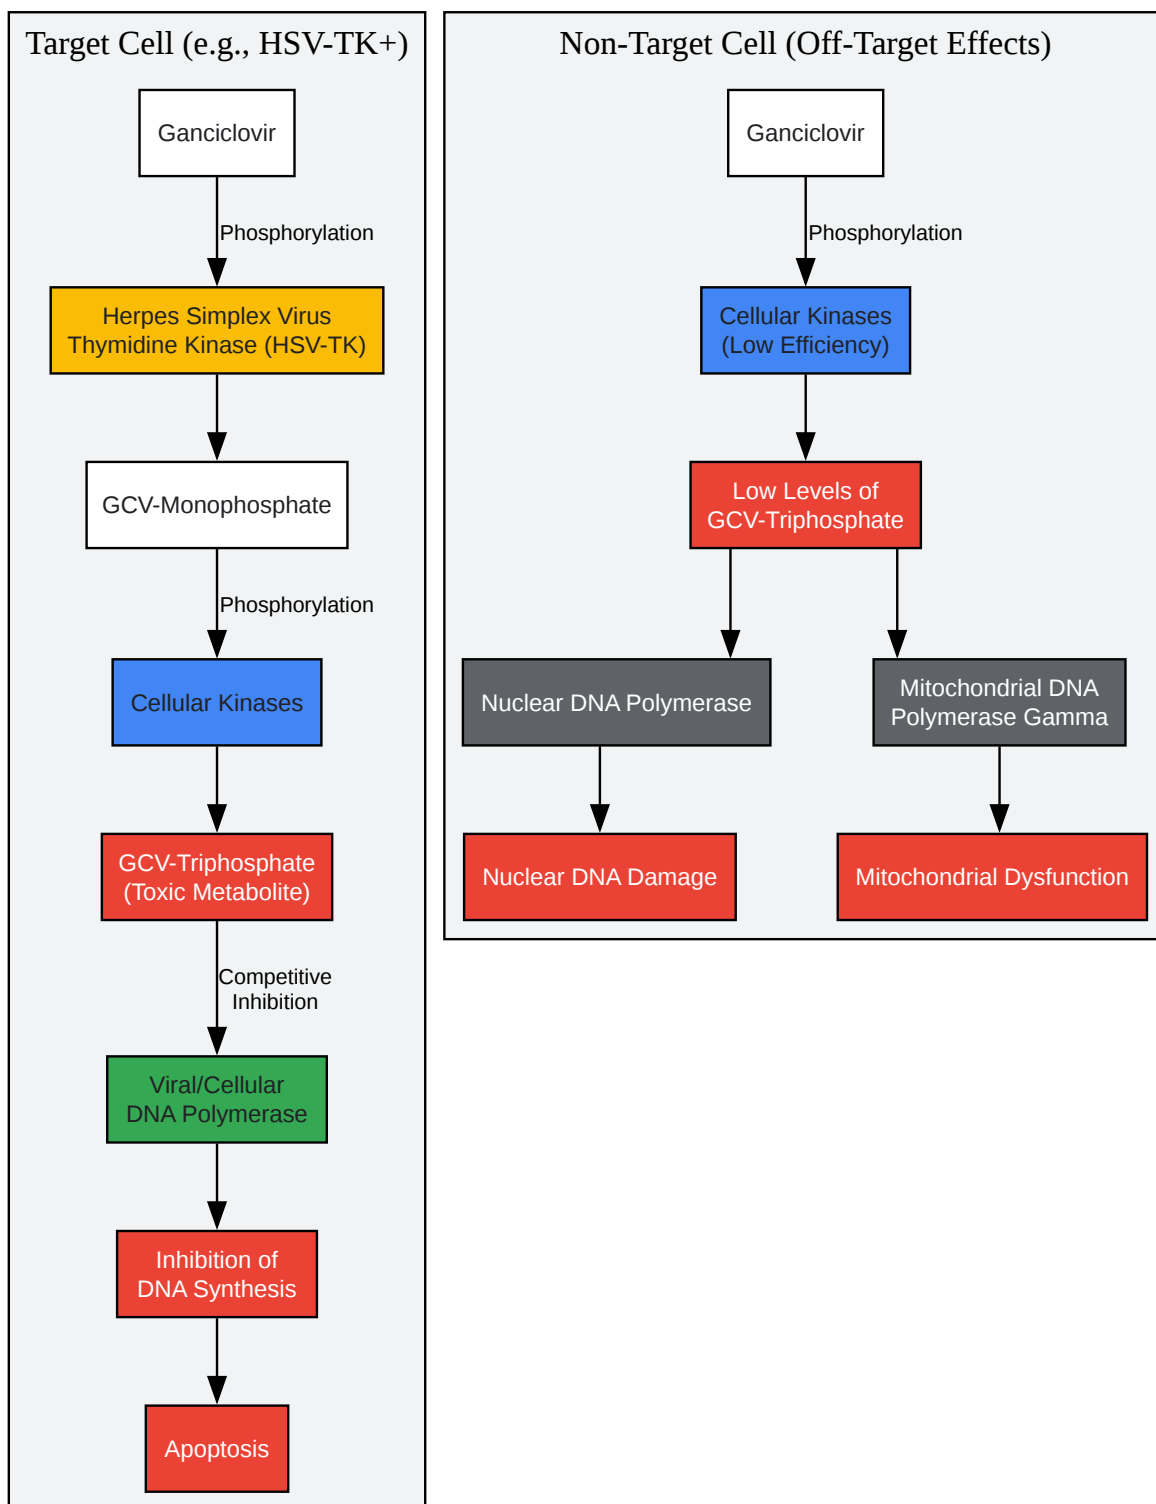 Target Cell (e.g., HSV-TK+)
Ganciclovir
Phosphorylation
Herpes Simplex Virus
Thymidine Kinase (HSV-TK)
GCV-Monophosphate
Phosphorylation
Cellular Kinases
GCV-Triphosphate
(Toxic Metabolite)
Competitive
Inhibition
Viral/Cellular
DNA Polymerase
Inhibition of
DNA Synthesis
Apoptosis
Non-Target Cell (Off-Target Effects)
Ganciclovir
Phosphorylation
Cellular Kinases
(Low Efficiency)
Low Levels of
GCV-Triphosphate
Nuclear DNA Polymerase
Mitochondrial DNA
Polymerase Gamma
Nuclear DNA Damage
Mitochondrial Dysfunction